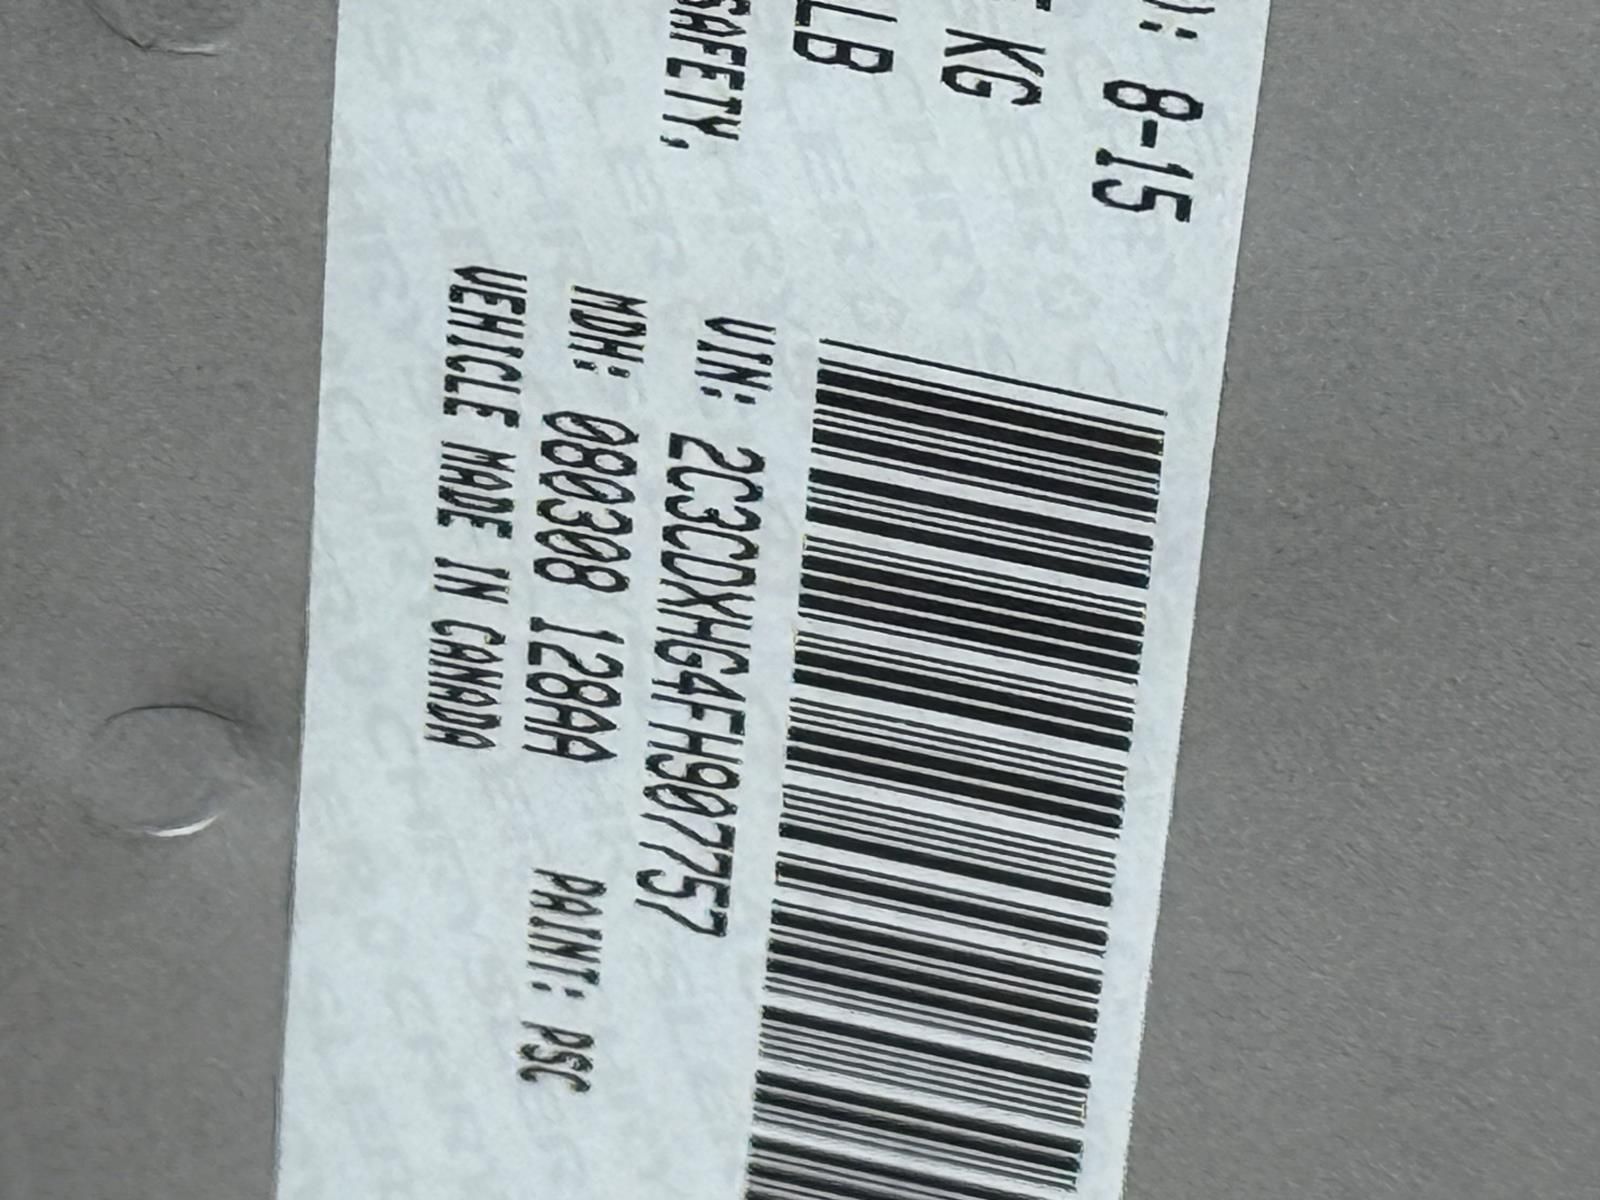 : 8-15
KG
LB
SAFETY,
VIN: 2C3CDXHG4FH907757
MDH: 080308 128AA PAINT: PSC
VEHICLE MADE IN CANADA